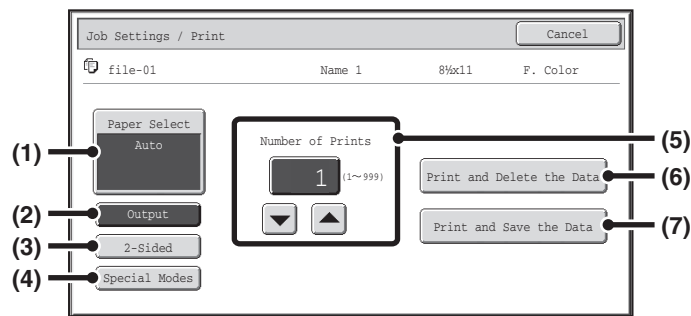 Job Settings / Print
Cancel
file-01 Name 1 8½x11 F. Color
Paper Select
Auto
Output
2-Sided
Special Modes
Number of Prints
1 (1~999)
Print and Delete the Data
Print and Save the Data
(1)
(2)
(3)
(4)
(5)
(6)
(7)